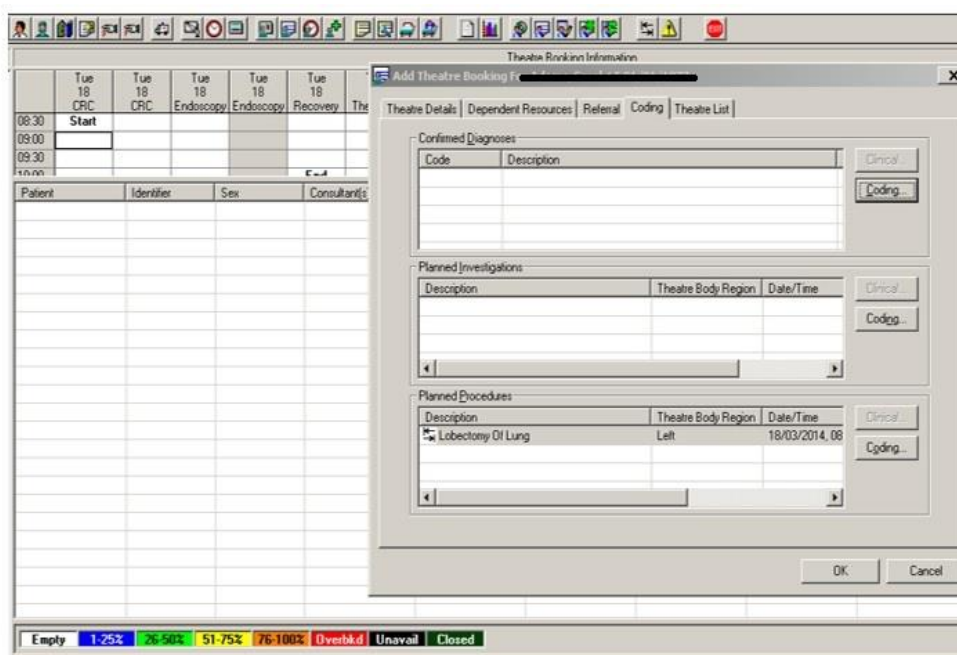 Theatre Booking Information
Tue Tue Tue Tue Tue
18 18 18 18 18
CRC CRC Endoscopy Endoscopy Recovery The
08:30 Start
09:00
09:30
10:00 End
Patient Identifier Sex Consultant(s
Add Theatre Booking
Theatre Details Dependent Resources Referral Coding Theatre List
Confirmed Diagnoses
Code Description
Clinical...
Coding...
Planned Investigations
Description Theatre Body Region Date/Time
Clinical...
Coding...
Planned Procedures
Description Theatre Body Region Date/Time
Clinical...
Lobectomy Of Lung Left 18/03/2014, 08
Coding...
OK Cancel
Empty 1-25% 26-50% 51-75% 76-100% Overbkd Unavail Closed